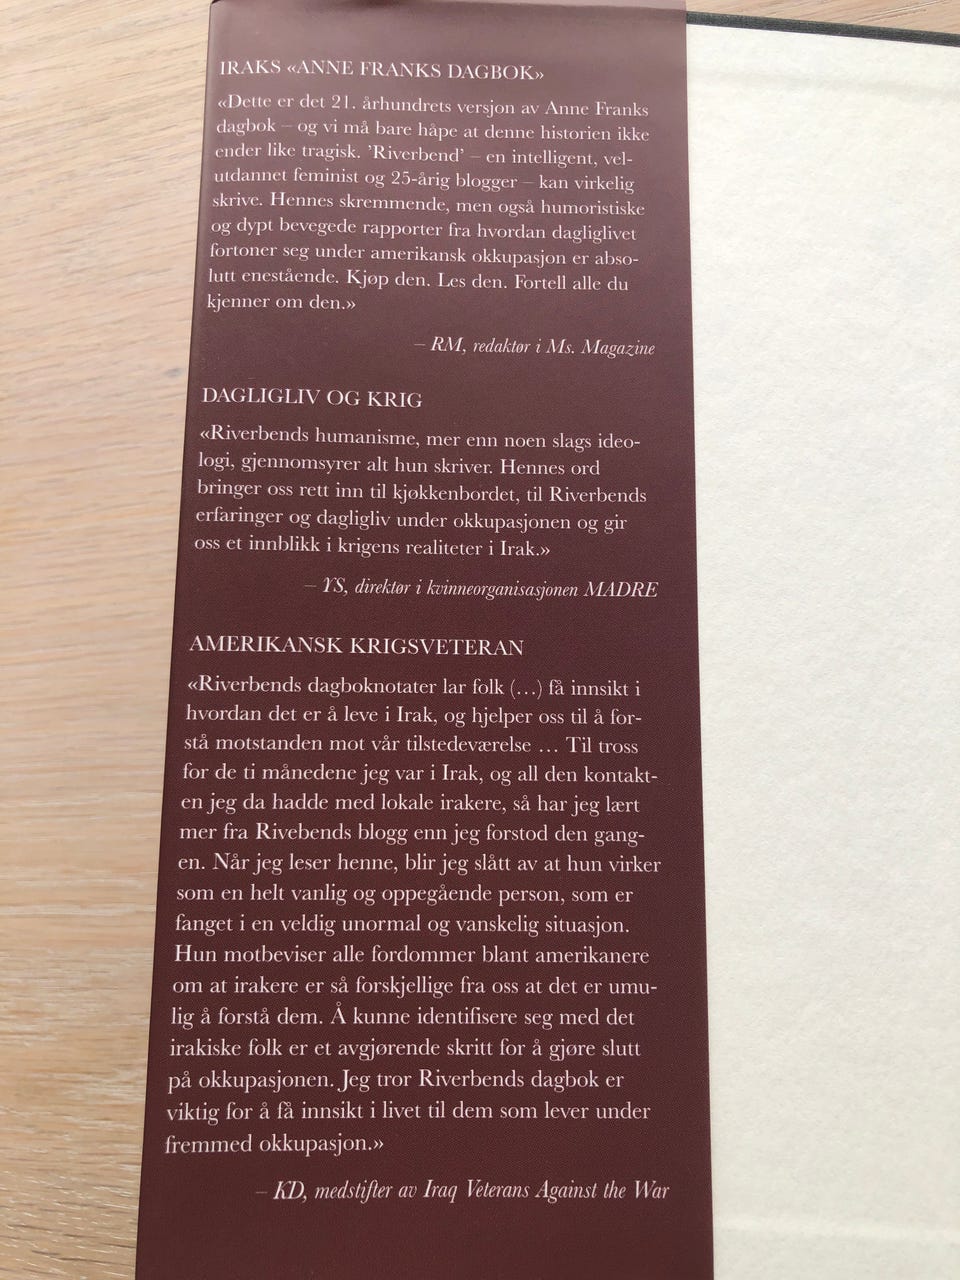 IRAKS «ANNE FRANKS DAGBOK»
«Dette er det 21. århundrets versjon av Anne Franks
dagbok – og vi må bare håpe at denne historien ikke
ender like tragisk. ’Riverbend’ – en intelligent, vel-
utdannet feminist og 25-årig blogger – kan virkelig
skrive. Hennes skremmende, men også humoristiske
og dypt bevegede rapporter fra hvordan dagliglivet
fortoner seg under amerikansk okkupasjon er abso-
lutt enestående. Kjøp den. Les den. Fortell alle du
kjenner om den.»
– RM, redaktør i Ms. Magazine
DAGLIGLIV OG KRIG
«Riverbends humanisme, mer enn noen slags ideo-
logi, gjennomsyrer alt hun skriver. Hennes ord
bringer oss rett inn til kjøkkenbordet, til Riverbends
erfaringer og dagligliv under okkupasjonen og gir
oss et innblikk i krigens realiteter i Irak.»
– YS, direktør i kvinneorganisasjonen MADRE
AMERIKANSK KRIGSVETERAN
«Riverbends dagboknotater lar folk (…) få innsikt i
hvordan det er å leve i Irak, og hjelper oss til å for-
stå motstanden mot vår tilstedeværelse … Til tross
for de ti månedene jeg var i Irak, og all den kontakt-
en jeg da hadde med lokale irakere, så har jeg lært
mer fra Rivebends blogg enn jeg forstod den gang-
en. Når jeg leser henne, blir jeg slått av at hun virker
som en helt vanlig og oppegående person, som er
fanget i en veldig unormal og vanskelig situasjon.
Hun motbeviser alle fordommer blant amerikanere
om at irakere er så forskjellige fra oss at det er umu-
lig å forstå dem. Å kunne identifisere seg med det
irakiske folk er et avgjørende skritt for å gjøre slutt
på okkupasjonen. Jeg tror Riverbends dagbok er
viktig for å få innsikt i livet til dem som lever under
fremmed okkupasjon.»
– KD, medstifter av Iraq Veterans Against the War